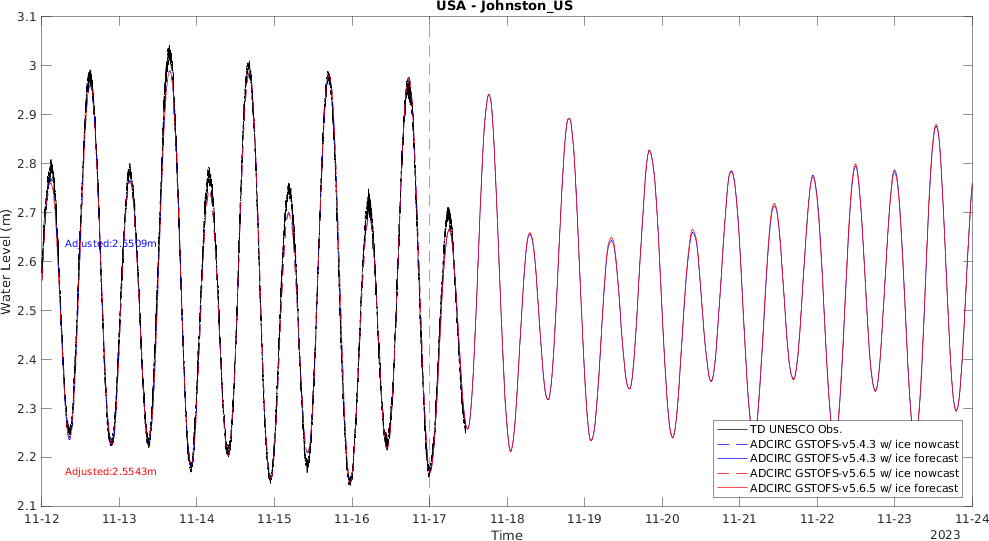 USA - Johnston_US
3.1
3
2.9
2.8
2.7
2.6
2.5
2.4
2.3
2.2
2.1
Water Level (m)
Adjusted:2.5509m
Adjusted:2.5543m
TD UNESCO Obs.
ADCIRC GSTOFS-v5.4.3 w/ ice nowcast
ADCIRC GSTOFS-v5.4.3 w/ ice forecast
ADCIRC GSTOFS-v5.6.5 w/ ice nowcast
ADCIRC GSTOFS-v5.6.5 w/ ice forecast
11-12 11-13 11-14 11-15 11-16 11-17 11-18 11-19 11-20 11-21 11-22 11-23 11-24
Time
2023